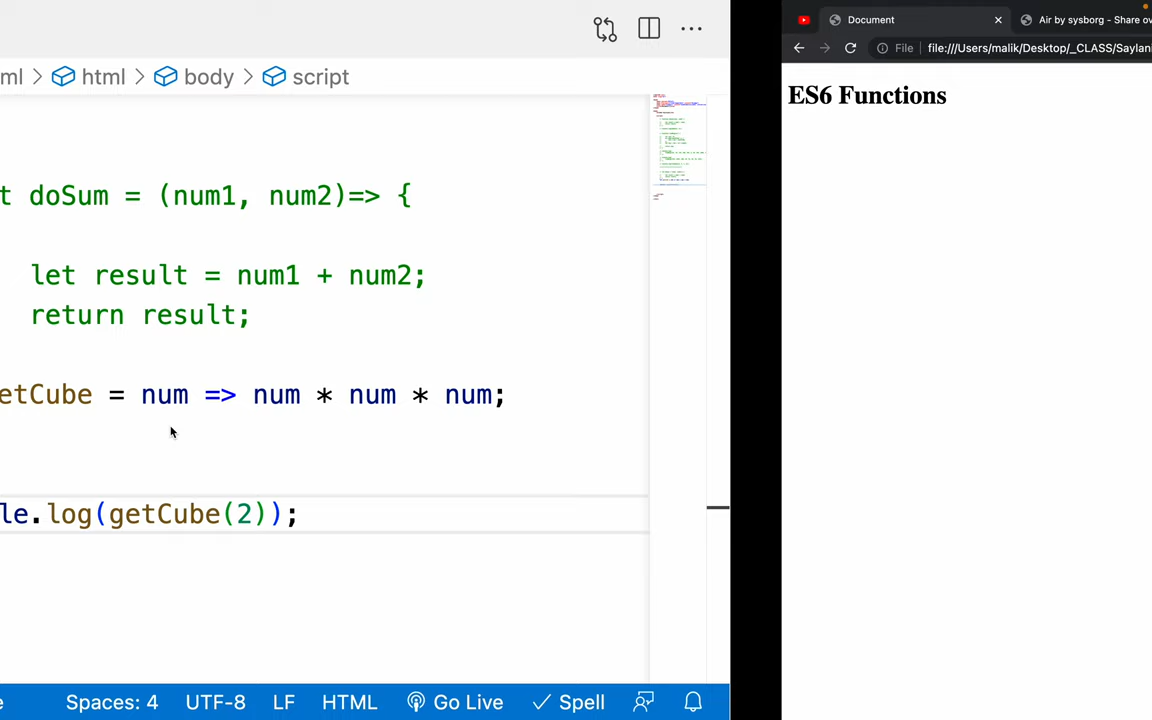 ml > html > body > script
t doSum = (num1, num2)=> {
let result = num1 + num2;
return result;
etCube = num => num * num * num;
le.log(getCube(2));
e Spaces: 4 UTF-8 LF HTML Go Live Spell
Document
Air by sysborg - Share ov
File file:///Users/malik/Desktop/_CLASS/Saylani
ES6 Functions